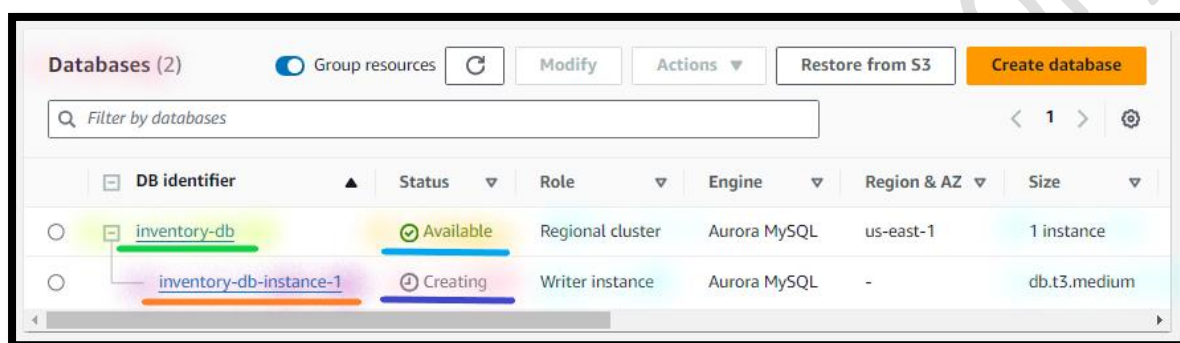 Databases (2) Group resources Modify Actions Restore from S3 Create database
Filter by databases 1
DB identifier Status Role Engine Region & AZ Size
inventory-db Available Regional cluster Aurora MySQL us-east-1 1 instance
inventory-db-instance-1 Creating Writer instance Aurora MySQL - db.t3.medium